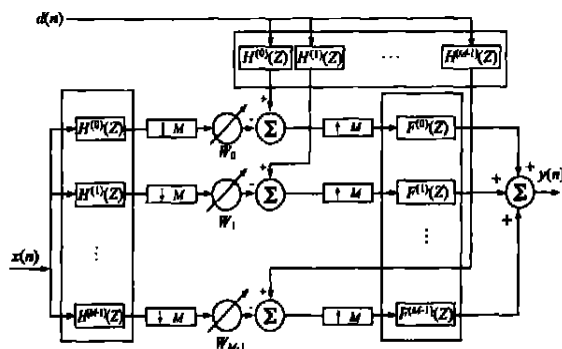 d(n)
H⁽⁰⁾(Z) H⁽¹⁾(Z) ... H⁽ᴹ⁻¹⁾(Z)
H⁽⁰⁾(Z) ↓ M W₀ - + Σ ↑ M F⁽⁰⁾(Z) +
H⁽¹⁾(Z) ↓ M W₁ - + Σ ↑ M F⁽¹⁾(Z) + Σ y(n)
⋮ ⋮ +
x(n)
H⁽ᴹ⁻¹⁾(Z) ↓ M W_M-1 - + Σ ↑ M F⁽ᴹ⁻¹⁾(Z)